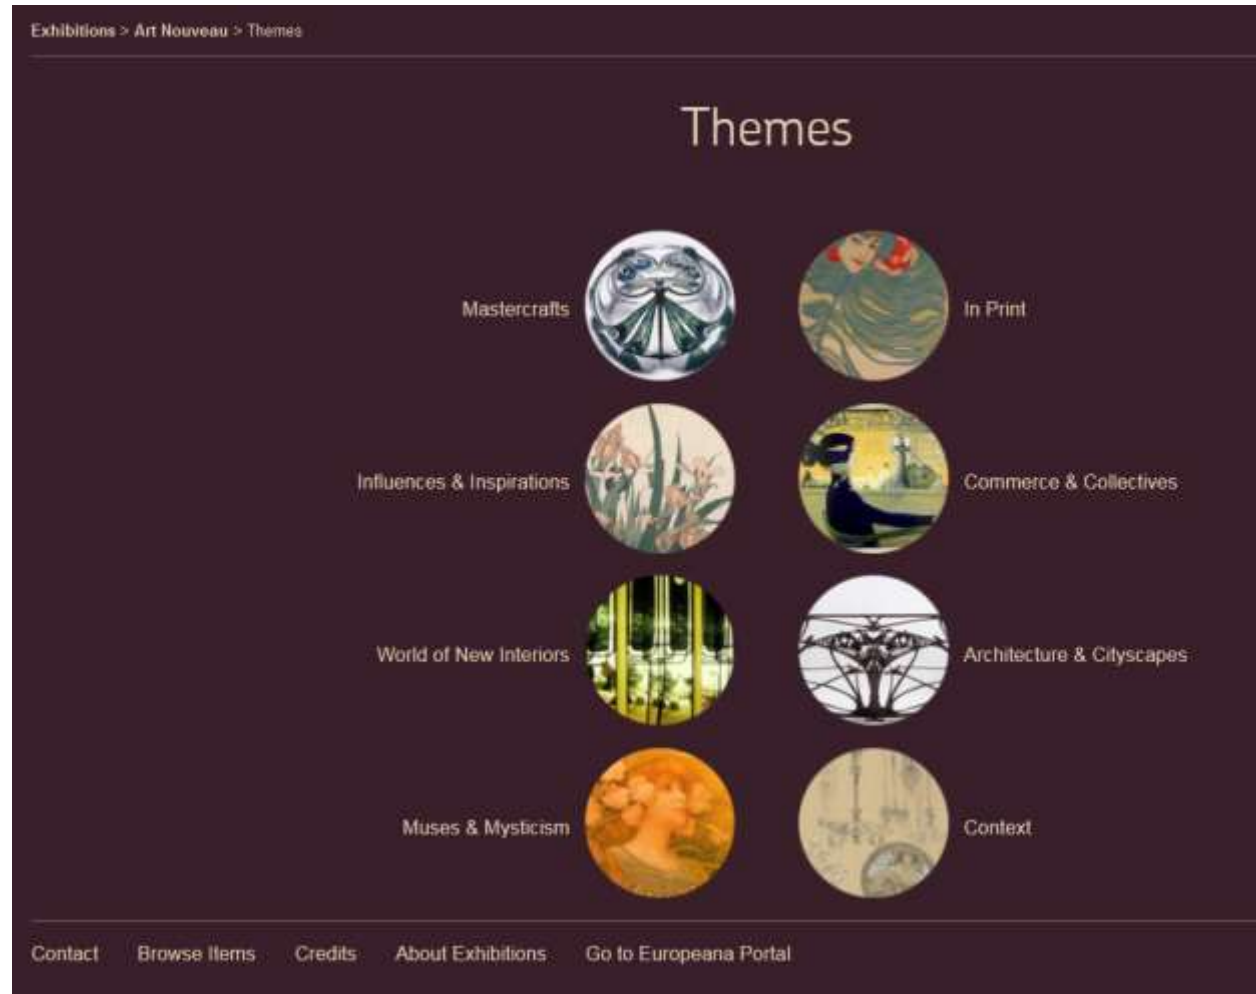 Exhibitions > Art Nouveau > Themes
Themes
Mastercrafts
In Print
Influences & Inspirations
Commerce & Collectives
World of New Interiors
Architecture & Cityscapes
Muses & Mysticism
Context
Contact Browse Items Credits About Exhibitions Go to Europeana Portal